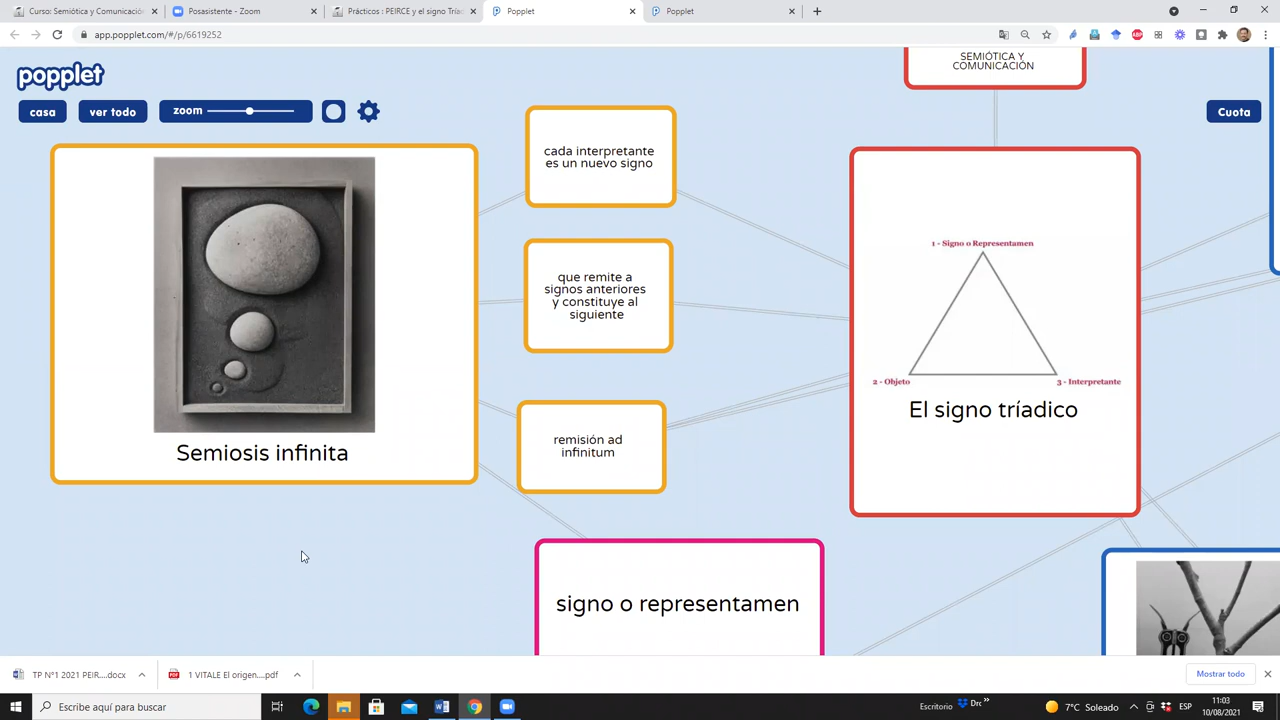 Curso: Semiótica y Comunicación
Posasistente - Zoom
Prácticos : PEIRCE y el signo Tría
Popplet
Popplet
app.popplet.com/#/p/6619252
popplet
casa
ver todo
zoom
Cuota
SEMIÓTICA Y
COMUNICACIÓN
cada interpretante
es un nuevo signo
que remite a
signos anteriores
y constituye al
siguiente
remisión ad
infinitum
Semiosis infinita
1 - Signo o Representamen
2 - Objeto
3 - Interpretante
El signo tríadico
signo o representamen
TP N°1 2021 PEIR....docx
1 VITALE El origen....pdf
Mostrar todo
Escribe aquí para buscar
Escritorio
7°C Soleado
ESP
11:03
10/08/2021